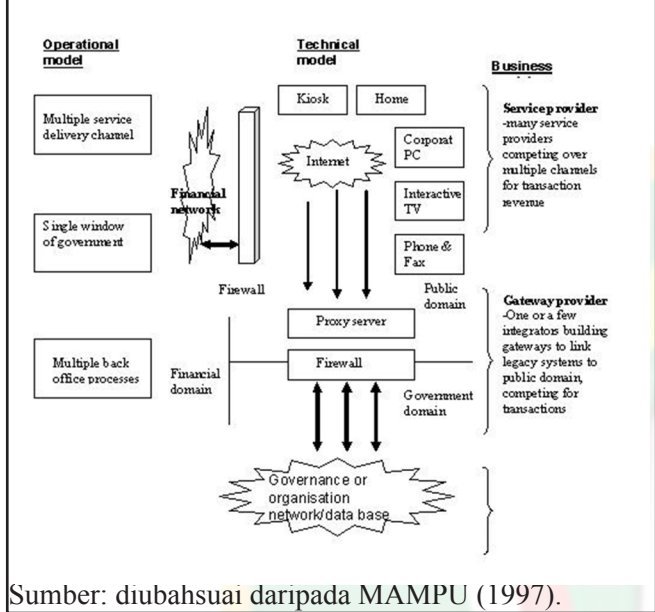 Operational
model
Technical
model
Business
Multiple service
delivery channel
Single window
of government
Multiple back
office processes
Financial
network
Firewall
Financial
domain
Kiosk
Home
Internet
Corporat
PC
Interactive
TV
Phone &
Fax
Public
domain
Proxy server
Firewall
Government
domain
Governance or
organisation
network/data base
Service provider
-many service
providers
competing over
multiple channels
for transaction
revenue
Gateway provider
-One or a few
integrators building
gateways to link
legacy systems to
public domain,
competing for
transactions
Sumber: diubahsuai daripada MAMPU (1997).